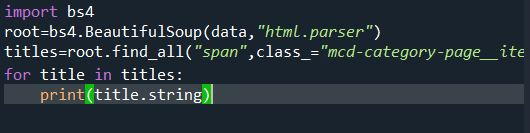 import bs4
root=bs4.BeautifulSoup(data,"html.parser")
titles=root.find_all("span",class_="mcd-category-page__ite
for title in titles:
    print(title.string)